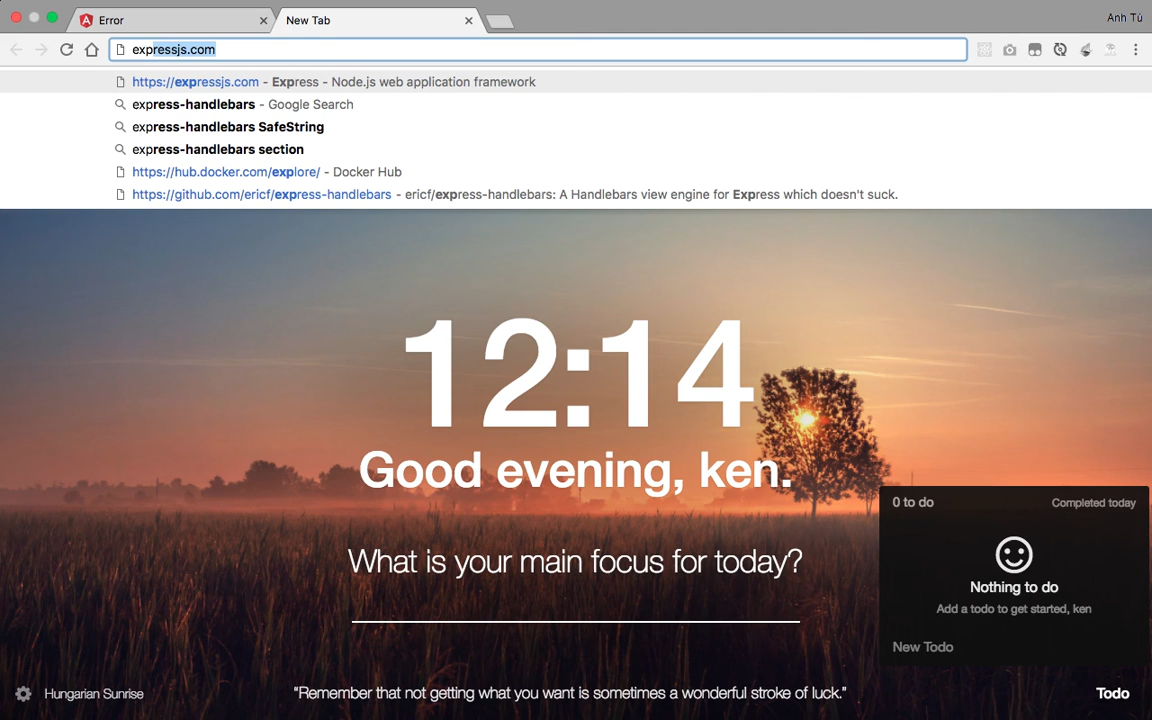 Error
New Tab
Anh Tú
expressjs.com
https://expressjs.com - Express - Node.js web application framework
express-handlebars - Google Search
express-handlebars SafeString
express-handlebars section
https://hub.docker.com/explore/ - Docker Hub
https://github.com/ericf/express-handlebars - ericf/express-handlebars: A Handlebars view engine for Express which doesn't suck.
12:14
Good evening, ken.
What is your main focus for today?
0 to do
Completed today
Nothing to do
Add a todo to get started, ken
New Todo
Hungarian Sunrise
“Remember that not getting what you want is sometimes a wonderful stroke of luck.”
Todo